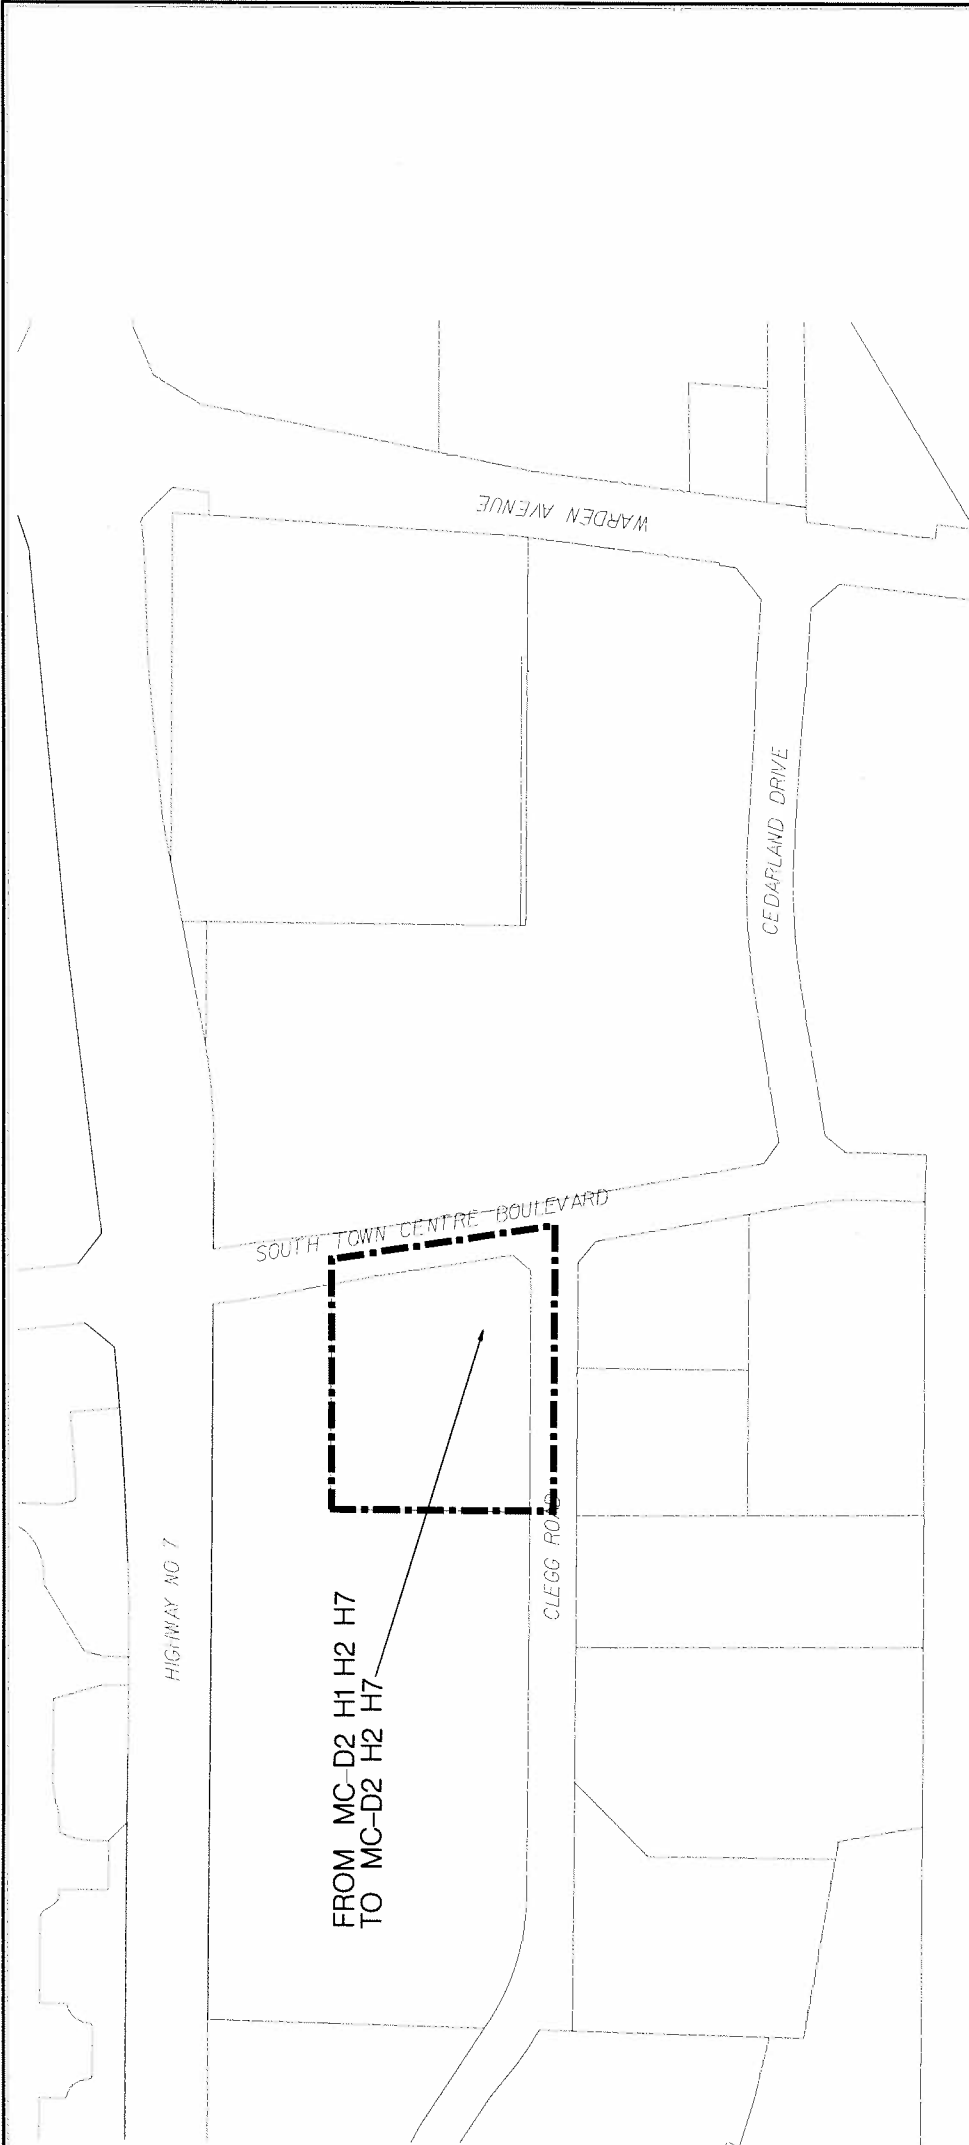 HIGHWAY NO 7
FROM MC-D2 H1 H2 H7
TO MC-D2 H2 H7
CLEGG ROAD
SOUTH TOWN CENTRE BOULEVARD
CEDARLAND DRIVE
WARDEN AVENUE